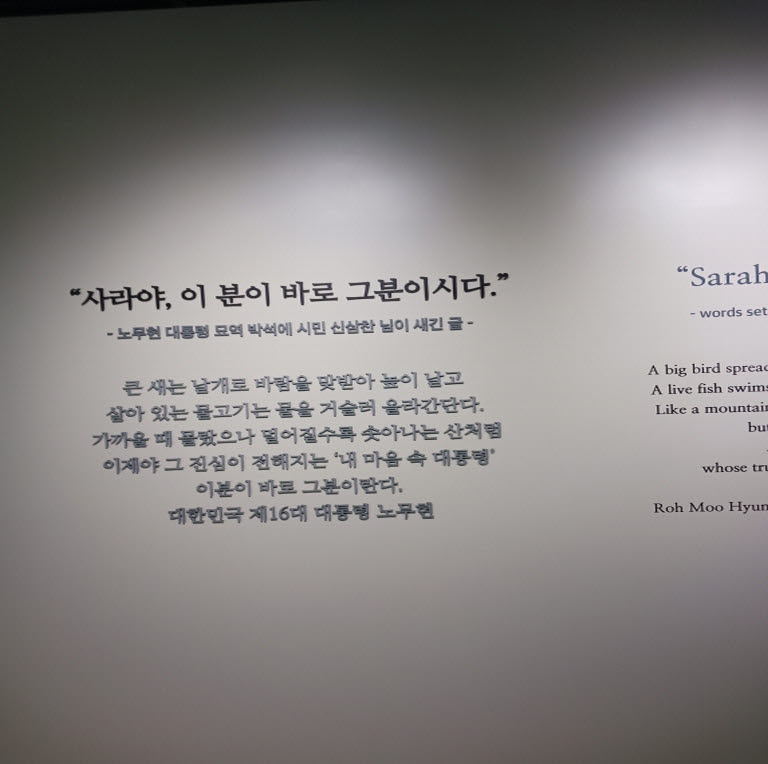 “사라야, 이 분이 바로 그분이시다.”
- 노무현 대통령 묘역 박석에 시민 신삼찬 님이 새긴 글 -
큰 새는 날개로 바람을 맞받아 높이 날고
살아 있는 물고기는 물을 거슬러 올라간단다.
가까울 때 몰랐으나 멀어질수록 솟아나는 산처럼
이제야 그 진심이 전해지는 ‘내 마음 속 대통령’
이분이 바로 그분이란다.
대한민국 제16대 대통령 노무현
“Sarah
- words set
A big bird spread
A live fish swims
Like a mountain
but
whose tru
Roh Moo Hyun